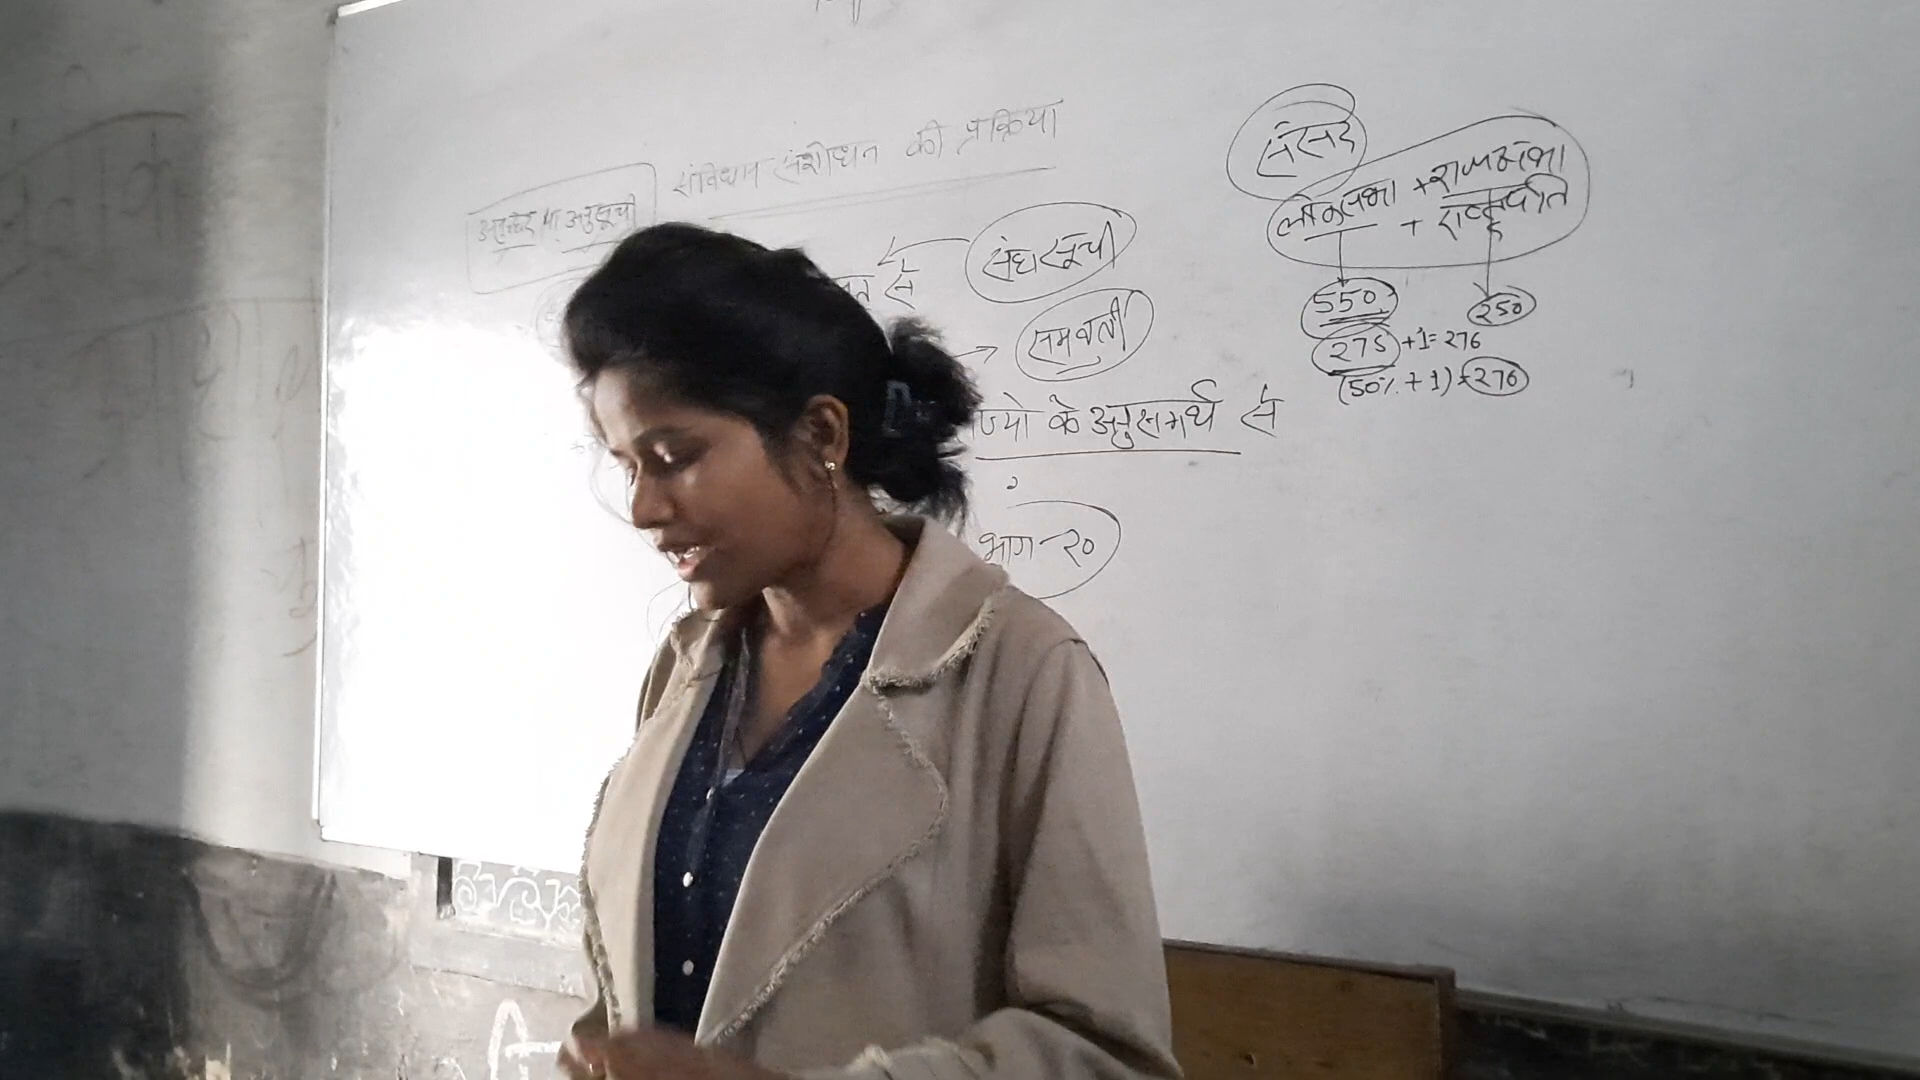 संविधान संशोधन की प्रक्रिया
अनुच्छेद या अनुसूची
संघसूची
से
समवर्ती
के अनुसमर्थ से
भाग-२०
संसद
लोकसभा + राज्यसभा
+ राष्ट्रपति
550
250
275 +1=276
(50% + 1) 276